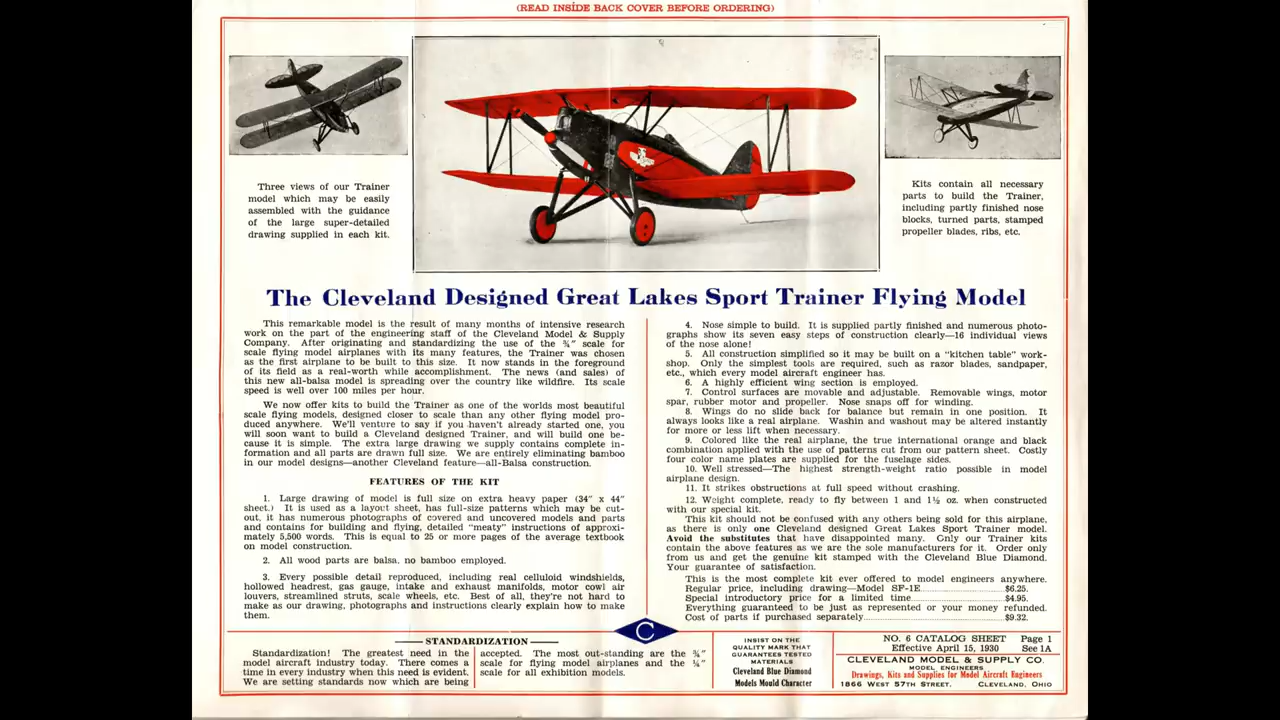 (READ INSIDE BACK COVER BEFORE ORDERING)
Three views of our Trainer
model which may be easily
assembled with the guidance
of the large super-detailed
drawing supplied in each kit.
Kits contain all necessary
parts to build the Trainer,
including partly finished nose
blocks, turned parts, stamped
propeller blades, ribs, etc.
The Cleveland Designed Great Lakes Sport Trainer Flying Model
This remarkable model is the result of many months of intensive research
work on the part of the engineering staff of the Cleveland Model & Supply
Company. After originating and standardizing the use of the ¾" scale for
scale flying model airplanes with its many features, the Trainer was chosen
as the first airplane to be built to this size. It now stands in the foreground
of its field as a real-worth while accomplishment. The news (and sales) of
this new all-balsa model is spreading over the country like wildfire. Its scale
speed is well over 100 miles per hour.
We now offer kits to build the Trainer as one of the worlds most beautiful
scale flying models, designed closer to scale than any other flying model pro-
duced anywhere. We'll venture to say if you haven't already started one, you
will soon want to build a Cleveland designed Trainer, and will build one be-
cause it is simple. The extra large drawing we supply contains complete in-
formation and all parts are drawn full size. We are entirely eliminating bamboo
in our model designs—another Cleveland feature—all-Balsa construction.
FEATURES OF THE KIT
1. Large drawing of model is full size on extra heavy paper (34" x 44"
sheet.) It is used as a layout sheet, has full-size patterns which may be cut-
out, it has numerous photographs of covered and uncovered models and parts
and contains for building and flying, detailed "meaty" instructions of approxi-
mately 5,500 words. This is equal to 25 or more pages of the average textbook
on model construction.
2. All wood parts are balsa, no bamboo employed.
3. Every possible detail reproduced, including real celluloid windshields,
hollowed headrest, gas gauge, intake and exhaust manifolds, motor cowl air
louvers, streamlined struts, scale wheels, etc. Best of all, they're not hard to
make as our drawing, photographs and instructions clearly explain how to make
them.
4. Nose simple to build. It is supplied partly finished and numerous photo-
graphs show its seven easy steps of construction clearly—16 individual views
of the nose alone!
5. All construction simplified so it may be built on a "kitchen table" work-
shop. Only the simplest tools are required, such as razor blades, sandpaper,
etc., which every model aircraft engineer has.
6. A highly efficient wing section is employed.
7. Control surfaces are movable and adjustable. Removable wings, motor
spar, rubber motor and propeller. Nose snaps off for winding.
8. Wings do no slide back for balance but remain in one position. It
always looks like a real airplane. Washin and washout may be altered instantly
for more or less lift when necessary.
9. Colored like the real airplane, the true international orange and black
combination applied with the use of patterns cut from our pattern sheet. Costly
four color name plates are supplied for the fuselage sides.
10. Well stressed—The highest strength-weight ratio possible in model
airplane design.
11. It strikes obstructions at full speed without crashing.
12. Weight complete, ready to fly between 1 and 1½ oz. when constructed
with our special kit.
This kit should not be confused with any others being sold for this airplane,
as there is only one Cleveland designed Great Lakes Sport Trainer model.
Avoid the substitutes that have disappointed many. Only our Trainer kits
contain the above features as we are the sole manufacturers for it. Order only
from us and get the genuine kit stamped with the Cleveland Blue Diamond.
Your guarantee of satisfaction.
This is the most complete kit ever offered to model engineers anywhere.
Regular price, including drawing—Model SF-1E........$6.25.
Special introductory price for a limited time........$4.95.
Everything guaranteed to be just as represented or your money refunded.
Cost of parts if purchased separately........$9.32.
C
STANDARDIZATION
Standardization! The greatest need in the
model aircraft industry today. There comes a
time in every industry when this need is evident.
We are setting standards now which are being
accepted. The most out-standing are the ¾"
scale for flying model airplanes and the ¼"
scale for all exhibition models.
INSIST ON THE
QUALITY MARK THAT
GUARANTEES TESTED
MATERIALS
Cleveland Blue Diamond
Models Mould Character
NO. 6 CATALOG SHEET Page 1
Effective April 15, 1930 See 1A
CLEVELAND MODEL & SUPPLY CO.
MODEL ENGINEERS
Drawings, Kits and Supplies for Model Aircraft Engineers
1866 WEST 57TH STREET, CLEVELAND, OHIO